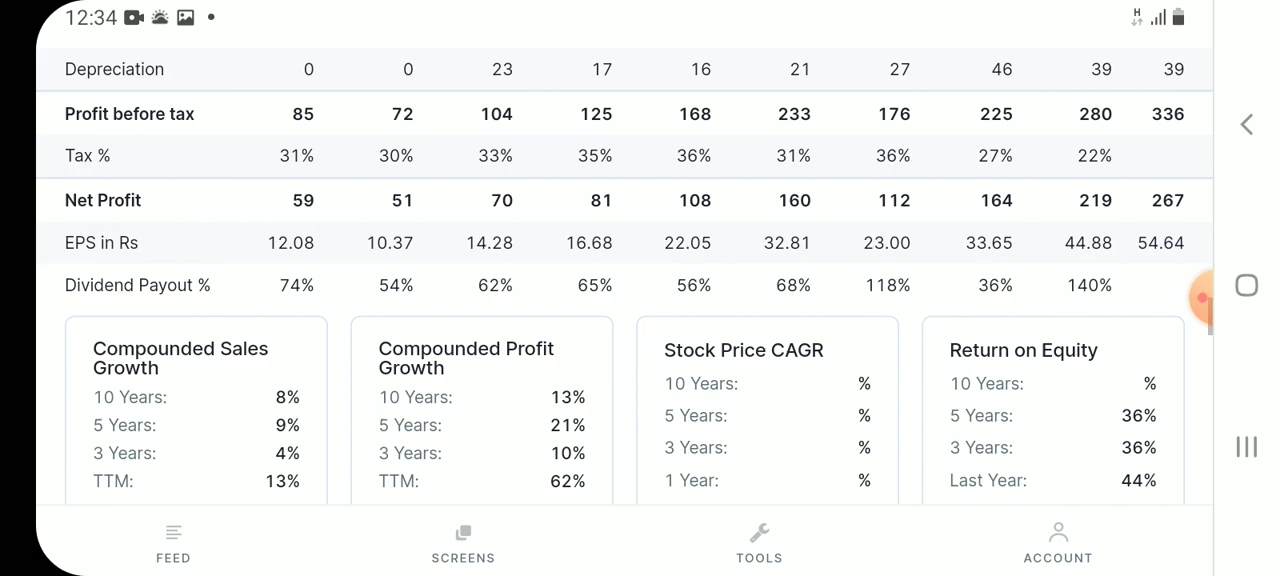 12:34 H
Depreciation 0 0 23 17 16 21 27 46 39 39
Profit before tax 85 72 104 125 168 233 176 225 280 336
Tax % 31% 30% 33% 35% 36% 31% 36% 27% 22%
Net Profit 59 51 70 81 108 160 112 164 219 267
EPS in Rs 12.08 10.37 14.28 16.68 22.05 32.81 23.00 33.65 44.88 54.64
Dividend Payout % 74% 54% 62% 65% 56% 68% 118% 36% 140%
Compounded Sales
Growth
10 Years: 8%
5 Years: 9%
3 Years: 4%
TTM: 13%
Compounded Profit
Growth
10 Years: 13%
5 Years: 21%
3 Years: 10%
TTM: 62%
Stock Price CAGR
10 Years: %
5 Years: %
3 Years: %
1 Year: %
Return on Equity
10 Years: %
5 Years: 36%
3 Years: 36%
Last Year: 44%
FEED SCREENS TOOLS ACCOUNT